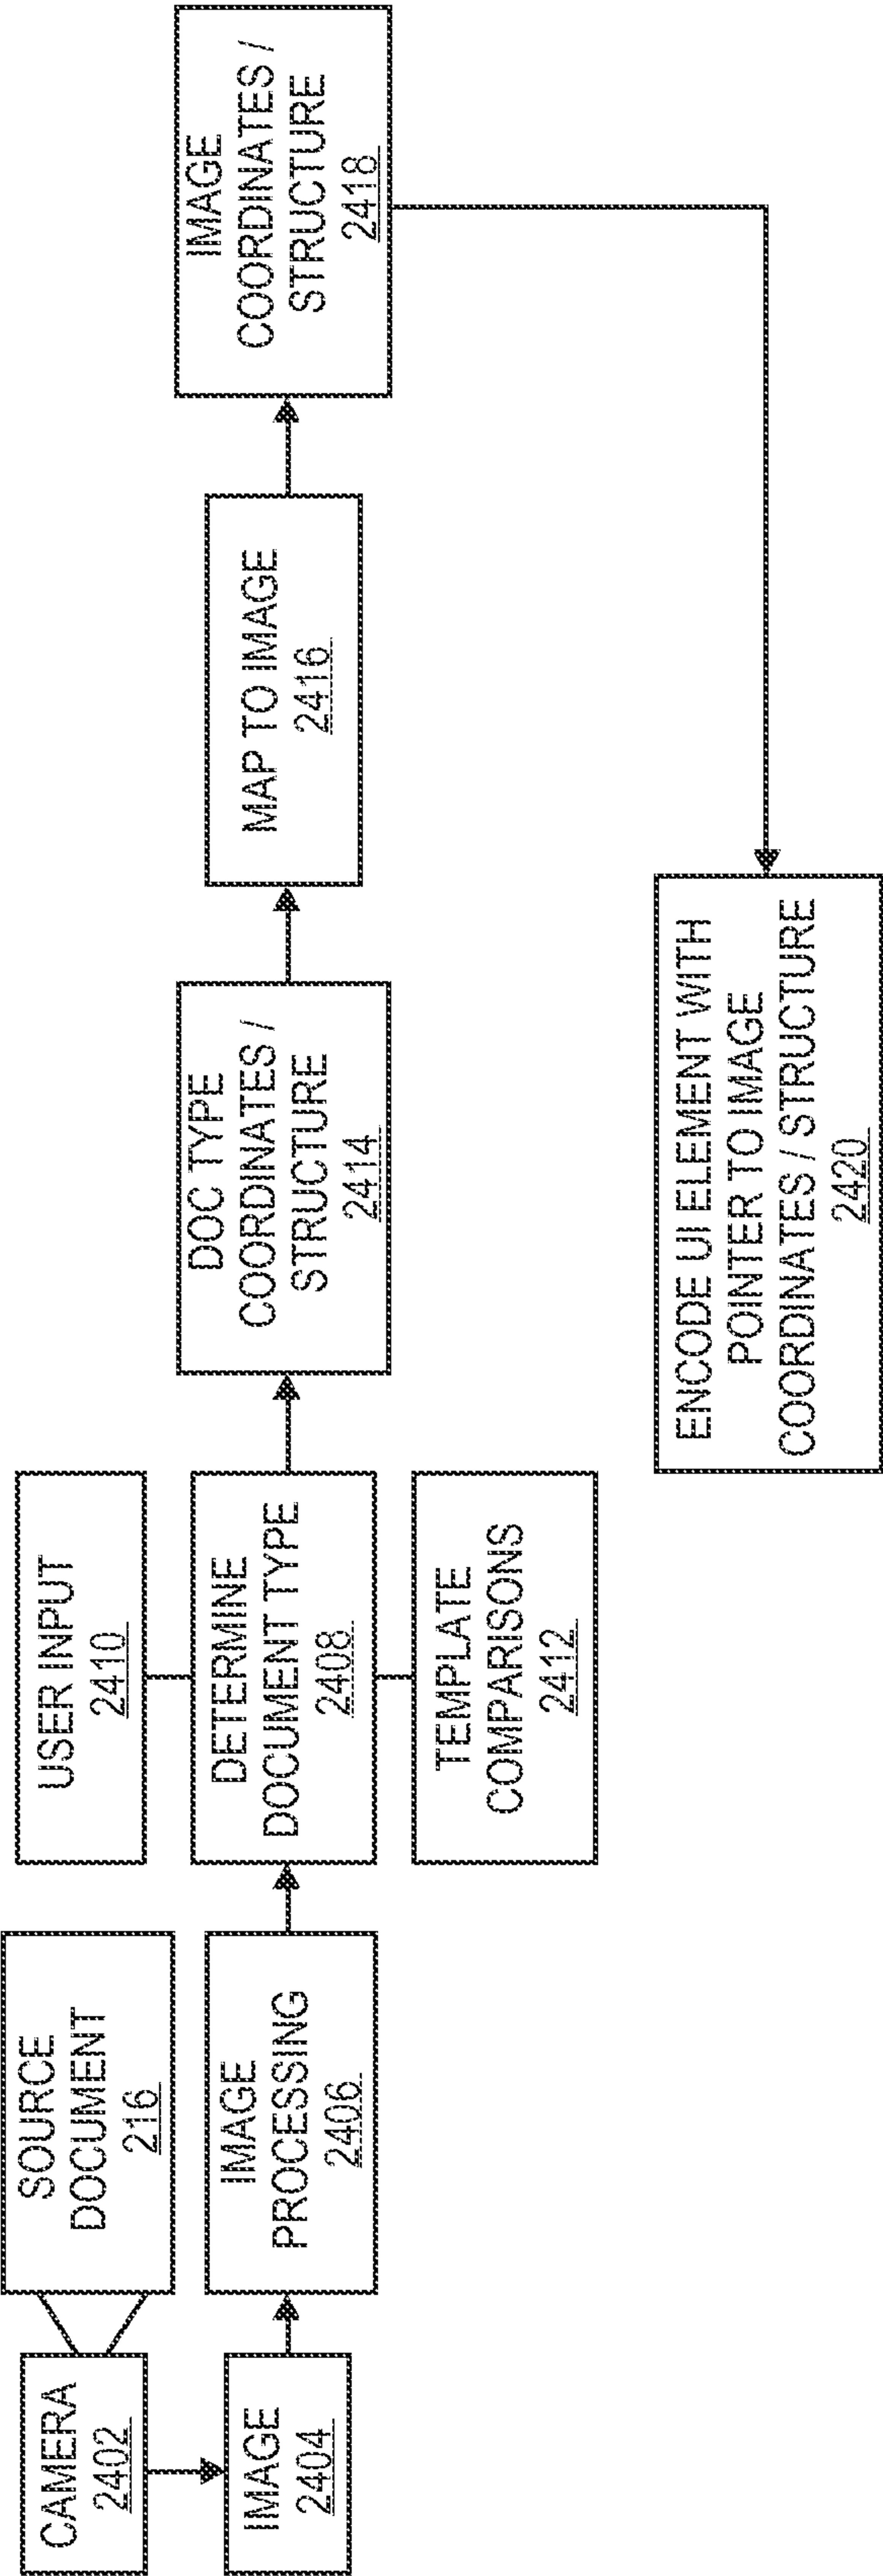 CAMERA
2402
SOURCE
DOCUMENT
216
IMAGE
2404
IMAGE
PROCESSING
2406
USER INPUT
2410
DETERMINE
DOCUMENT TYPE
2408
TEMPLATE
COMPARISONS
2412
DOC TYPE
COORDINATES /
STRUCTURE
2414
MAP TO IMAGE
2416
IMAGE
COORDINATES /
STRUCTURE
2418
ENCODE UI ELEMENT WITH
POINTER TO IMAGE
COORDINATES / STRUCTURE
2420